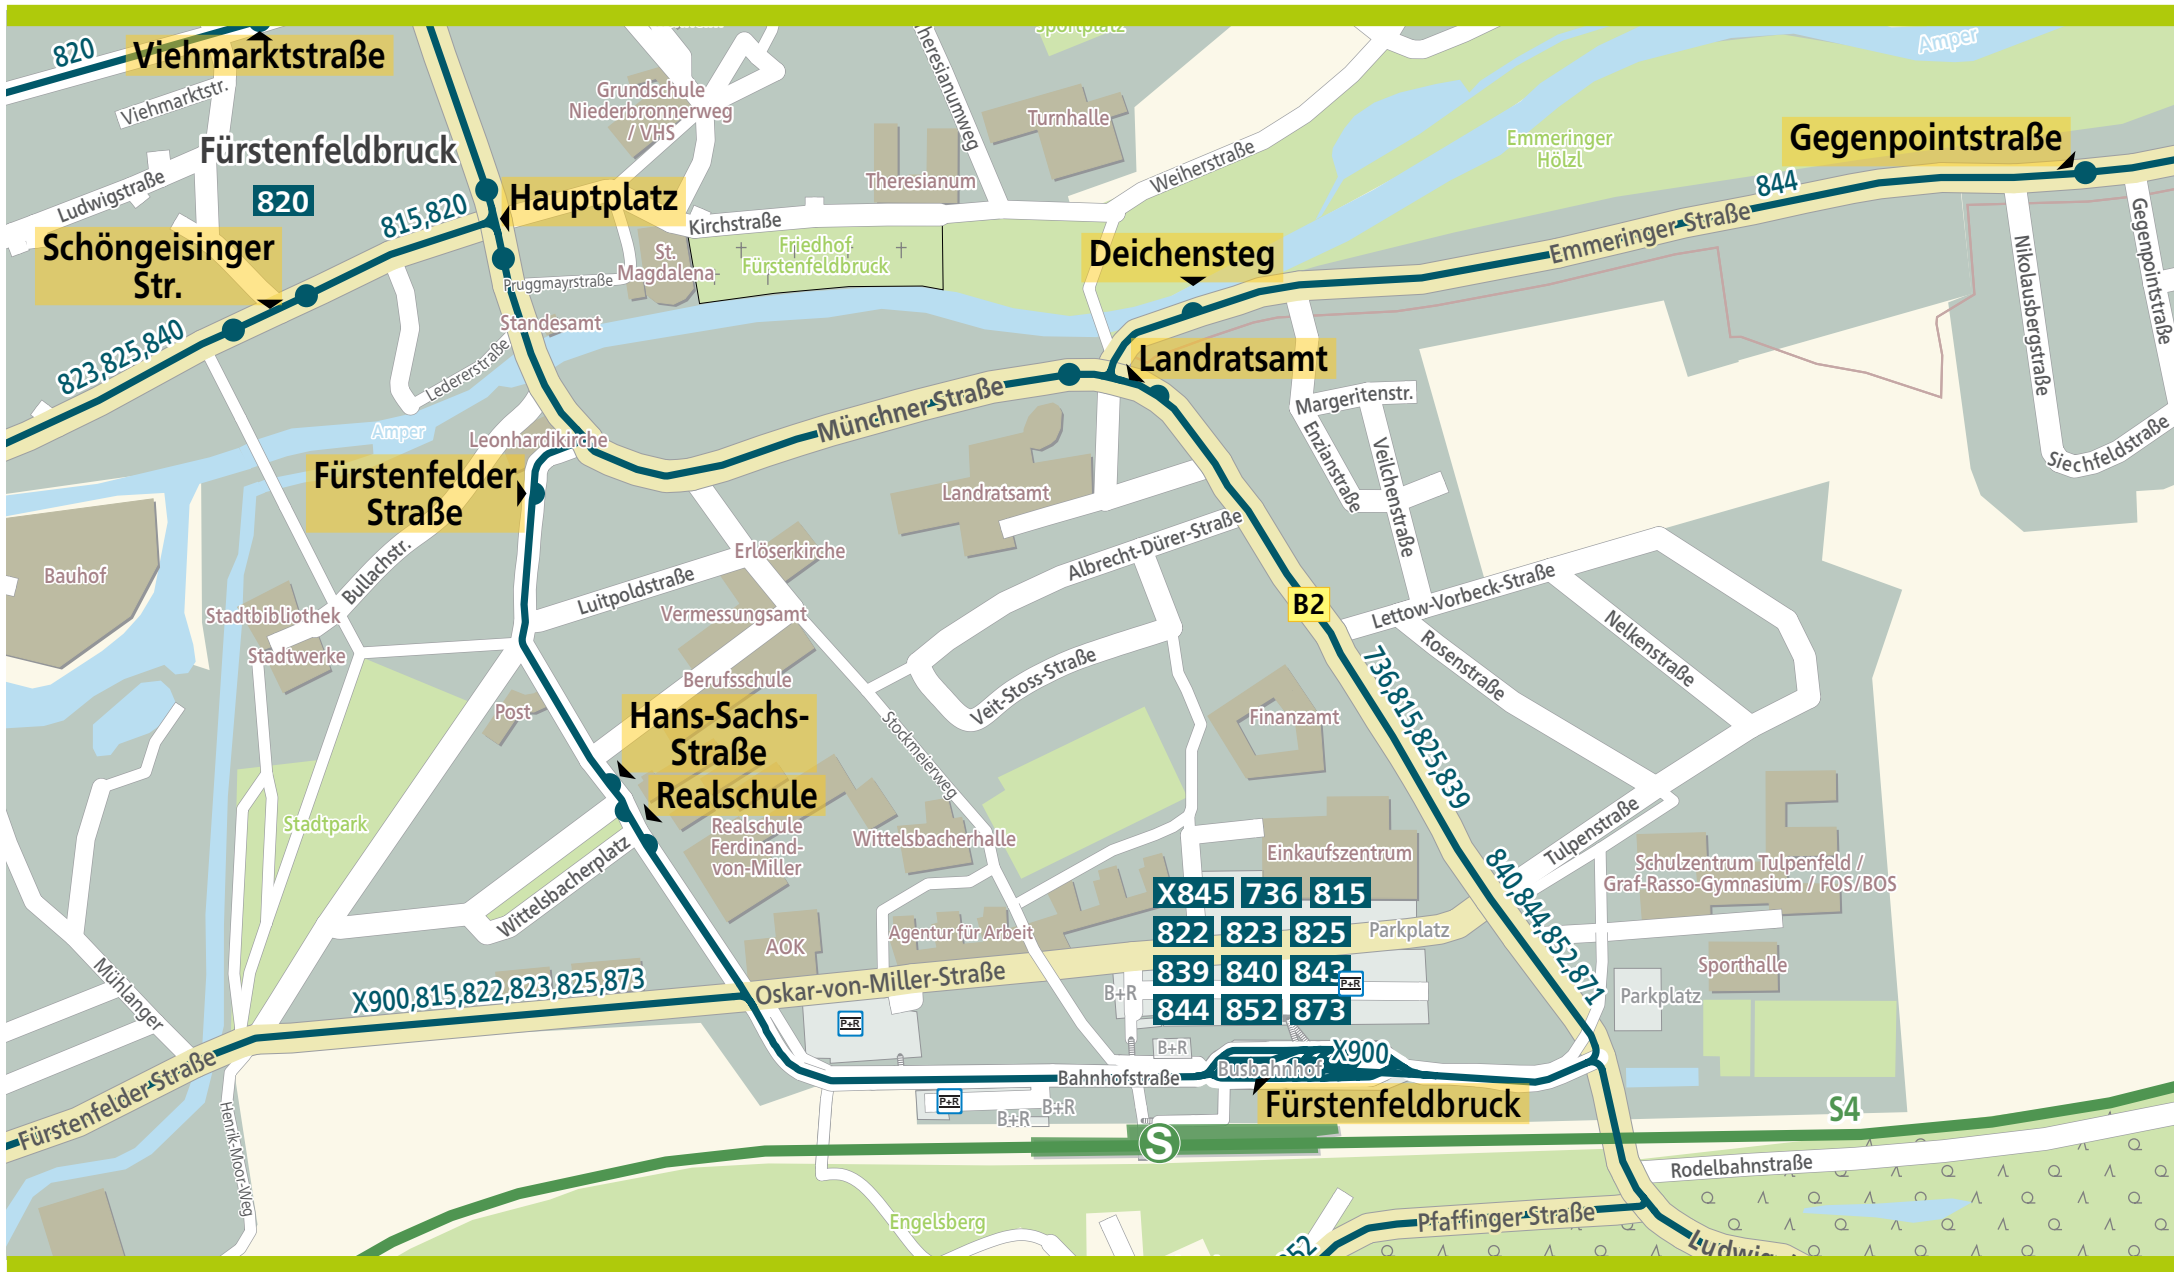 820
Viehmarktstraße
Viehmarktstr.
Fürstenfeldbruck
820
Ludwigstraße
815,820
Schöngeisinger
Str.
823,825,840
Hauptplatz
Grundschule
Niederbronnerweg
/ VHS
Theresianumweg
Sportplatz
Turnhalle
Theresianum
Weiherstraße
Kirchstraße
St.
Magdalena
Friedhof
Fürstenfeldbruck
Pruggmayrstraße
Standesamt
Ledererstraße
Amper
Amper
Emmeringer
Hölzl
Gegenpointstraße
844
Emmeringer Straße
Deichensteg
Landratsamt
Nikolausbergstraße
Gegenpointstraße
Siechfeldstraße
Margeritenstr.
Enzianstraße
Veilchenstraße
Münchner Straße
Leonhardikirche
Fürstenfelder
Straße
Landratsamt
Bauhof
Bullachstr.
Stadtbibliothek
Stadtwerke
Luitpoldstraße
Erlöserkirche
Vermessungsamt
Berufsschule
Albrecht-Dürer-Straße
Veit-Stoss-Straße
B2
Lettow-Vorbeck-Straße
Rosenstraße
Nelkenstraße
736,815,825,839
Finanzamt
Post
Hans-Sachs-
Straße
Realschule
Realschule
Ferdinand-
von-Miller
Stockmeierweg
Wittelsbacherhalle
Stadtpark
Wittelsbacherplatz
Einkaufszentrum
Tulpenstraße
Schulzentrum Tulpenfeld /
Graf-Rasso-Gymnasium / FOS/BOS
840,844,852,871
X845 736 815
822 823 825
839 840 843
844 852 873
Parkplatz
P+R
AOK
Agentur für Arbeit
Oskar-von-Miller-Straße
X900,815,822,823,825,873
Mühlanger
Fürstenfelder Straße
Henrik-Moor-Weg
P+R
B+R
B+R
Sporthalle
Parkplatz
Bahnhofstraße
Busbahnhof
X900
Fürstenfeldbruck
P+R
B+R
B+R
S
S4
Rodelbahnstraße
Engelsberg
Pfaffinger Straße